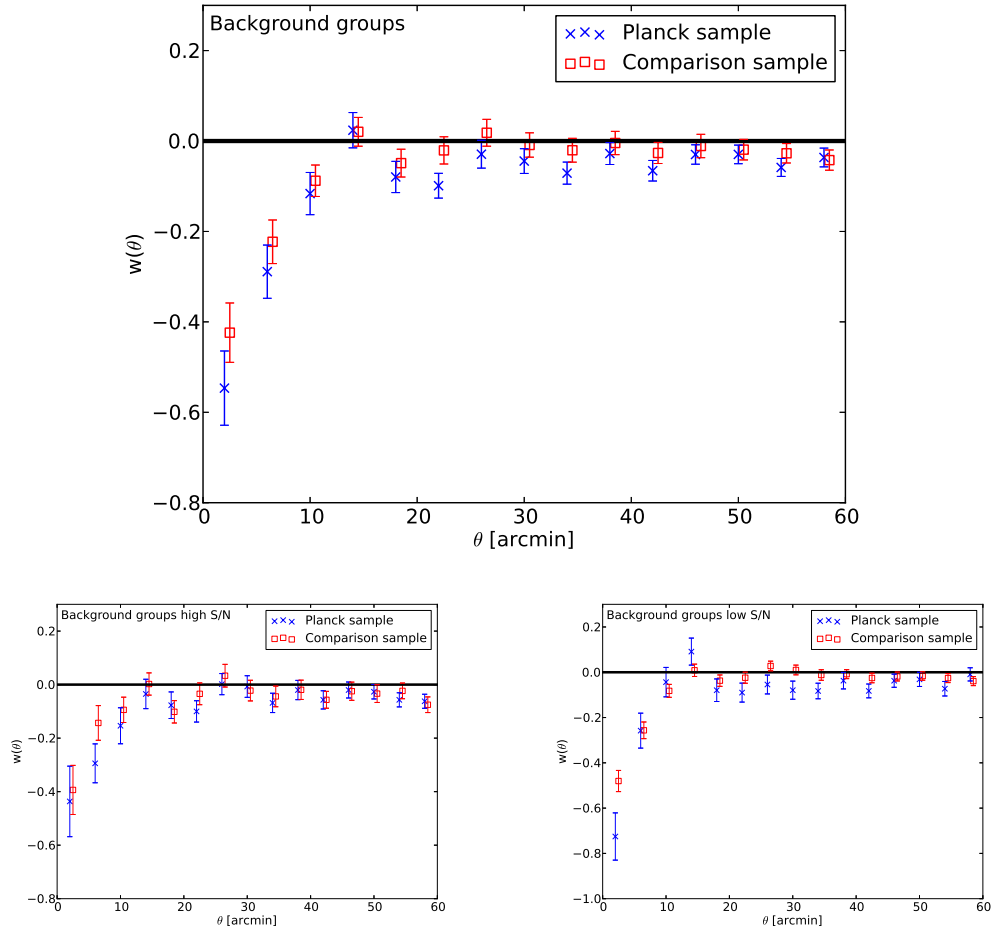 Background groups
Planck sample
Comparison sample
0.2
0.0
−0.2
−0.4
−0.6
−0.8
w(θ)
0 10 20 30 40 50 60
θ [arcmin]
Background groups high S/N
Planck sample
Comparison sample
0.2
0.0
−0.2
−0.4
−0.6
−0.8
w(θ)
0 10 20 30 40 50 60
θ [arcmin]
Background groups low S/N
Planck sample
Comparison sample
0.2
0.0
−0.2
−0.4
−0.6
−0.8
−1.0
w(θ)
0 10 20 30 40 50 60
θ [arcmin]